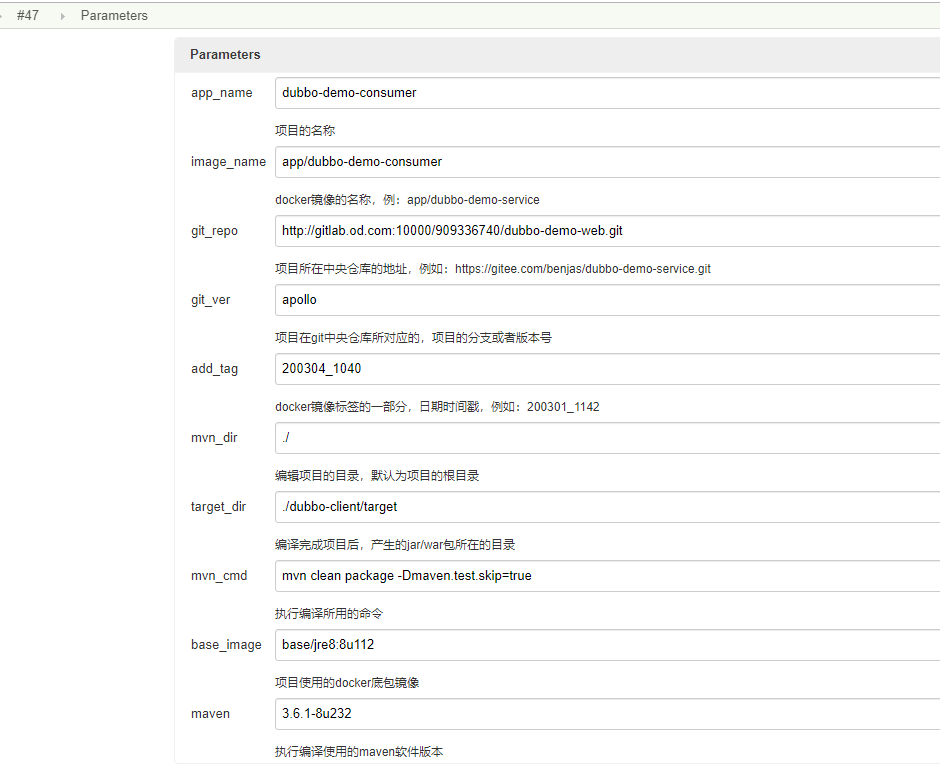 #47 Parameters
Parameters
app_name dubbo-demo-consumer
项目的名称
image_name app/dubbo-demo-consumer
docker镜像的名称，例：app/dubbo-demo-service
git_repo http://gitlab.od.com:10000/909336740/dubbo-demo-web.git
项目所在中央仓库的地址，例如：https://gitee.com/benjas/dubbo-demo-service.git
git_ver apollo
项目在git中央仓库所对应的，项目的分支或者版本号
add_tag 200304_1040
docker镜像标签的一部分，日期时间戳，例如：200301_1142
mvn_dir ./
编辑项目的目录，默认为项目的根目录
target_dir ./dubbo-client/target
编译完成项目后，产生的jar/war包所在的目录
mvn_cmd mvn clean package -Dmaven.test.skip=true
执行编译所用的命令
base_image base/jre8:8u112
项目使用的docker底包镜像
maven 3.6.1-8u232
执行编译使用的maven软件版本